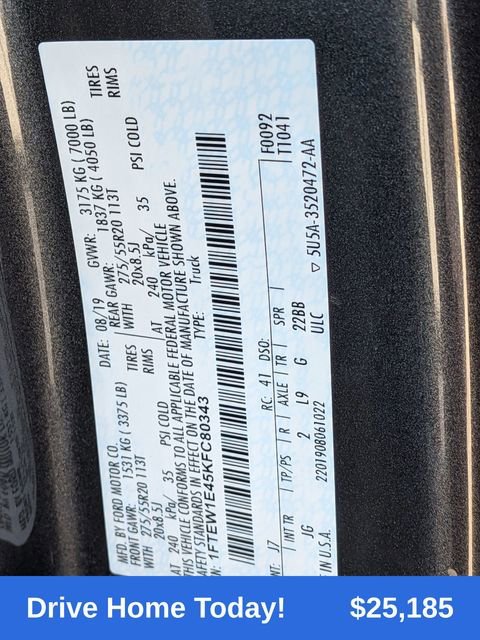 MFD. BY FORD MOTOR CO.
DATE: 08/19 GVWR: 3175 KG ( 7000 LB)
FRONT GAWR: 1531 KG ( 3375 LB) REAR GAWR: 1837 KG ( 4050 LB)
WITH 275/55R20 113T WITH 275/55R20 113T TIRES
20x8.5J RIMS 20x8.5J RIMS
AT 240 kPa/ 35 PSI COLD AT 240 kPa/ 35 PSI COLD
THIS VEHICLE CONFORMS TO ALL APPLICABLE FEDERAL MOTOR VEHICLE
SAFETY STANDARDS IN EFFECT ON THE DATE OF MANUFACTURE SHOWN ABOVE.
1FTEW1E45KFC80343 TYPE: Truck
F0092
T1041
NT: J7 RC: 41 DSO:
INT TR TP/PS R AXLE TR SPR
JG 2 L9 G 22BB
2201908061022 ULC
IN U.S.A. 5U5A-3520472-AA
Drive Home Today! $25,185